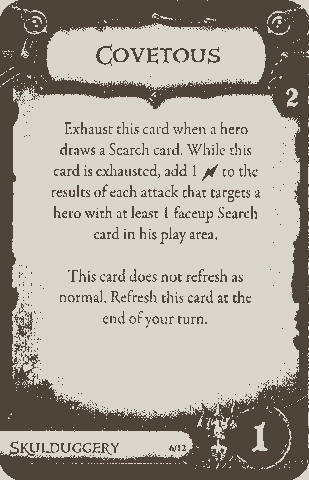 COVETOUS
2
Exhaust this card when a hero
draws a Search card. While this
card is exhausted, add 1 to the
results of each attack that targets a
hero with at least 1 faceup Search
card in his play area.
This card does not refresh as
normal. Refresh this card at the
end of your turn.
SKULDUGGERY
6/12
1